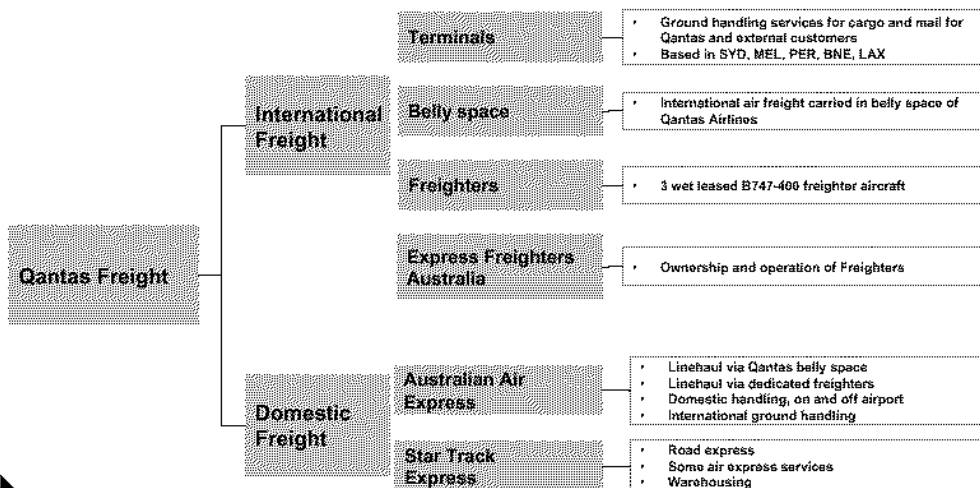 Qantas Freight
International
Freight
Terminals
• Ground handling services for cargo and mail for
Qantas and external customers
• Based in SYD, MEL, PER, BNE, LAX
Belly space
• International air freight carried in belly space of
Qantas Airlines
Freighters
• 3 wet leased B747-400 freighter aircraft
Express Freighters
Australia
• Ownership and operation of Freighters
Domestic
Freight
Australian Air
Express
• Linehaul via Qantas belly space
• Linehaul via dedicated freighters
• Domestic handling, on and off airport
• International ground handling
Star Track
Express
• Road express
• Some air express services
• Warehousing